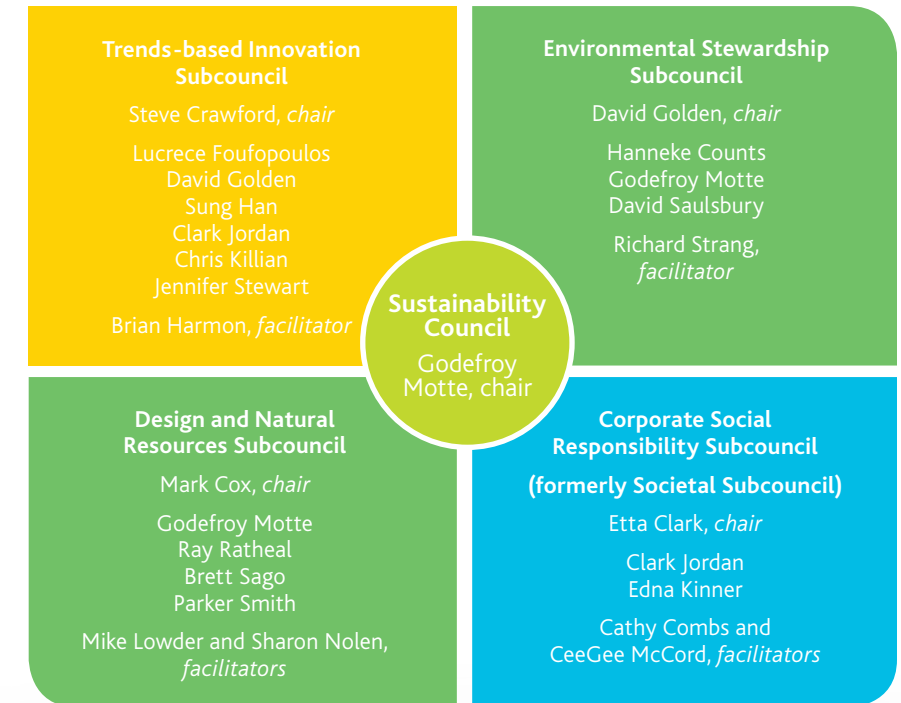 Trends-based Innovation
Subcouncil
Steve Crawford, chair
Lucrece Foufopoulos
David Golden
Sung Han
Clark Jordan
Chris Killian
Jennifer Stewart
Brian Harmon, facilitator
Environmental Stewardship
Subcouncil
David Golden, chair
Hanneke Counts
Godefroy Motte
David Saulsbury
Richard Strang,
facilitator
Sustainability
Council
Godefroy
Motte, chair
Design and Natural
Resources Subcouncil
Mark Cox, chair
Godefroy Motte
Ray Ratheal
Brett Sago
Parker Smith
Mike Lowder and Sharon Nolen,
facilitators
Corporate Social
Responsibility Subcouncil
(formerly Societal Subcouncil)
Etta Clark, chair
Clark Jordan
Edna Kinner
Cathy Combs and
CeeGee McCord, facilitators